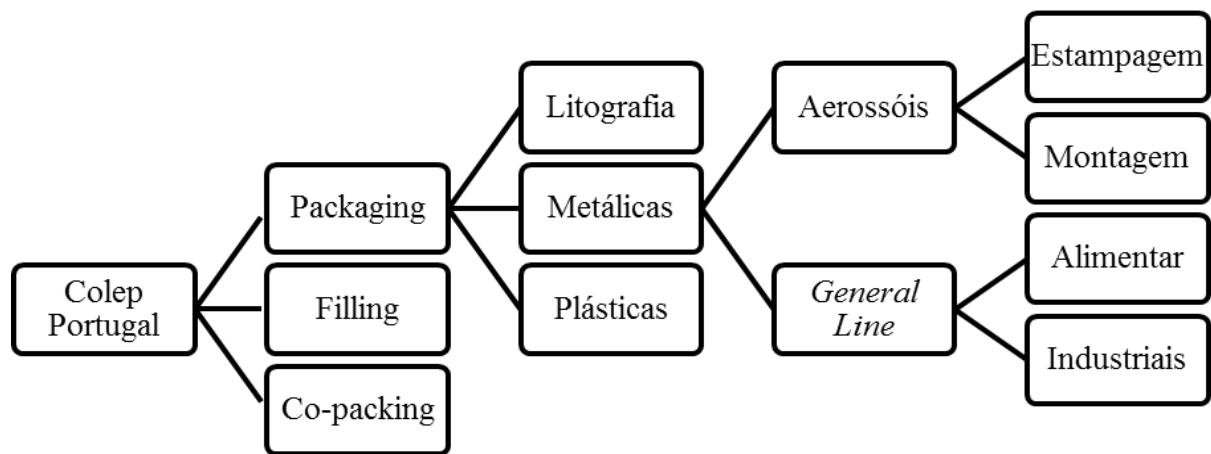 Colep
Portugal
Packaging
Filling
Co-packing
Litografia
Metálicas
Plásticas
Aerossóis
General
Line
Estampagem
Montagem
Alimentar
Industriais